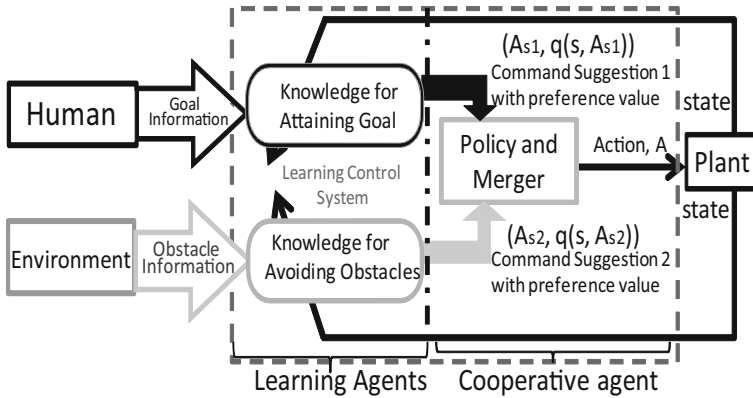 Human
Goal
Information
Knowledge for
Attaining Goal
(As1, q(s, As1))
Command Suggestion 1
with preference value
state
Learning Control
System
Policy and
Merger
Action, A
Plant
state
Environment
Obstacle
Information
Knowledge for
Avoiding Obstacles
(As2, q(s, As2))
Command Suggestion 2
with preference value
Learning Agents
Cooperative agent